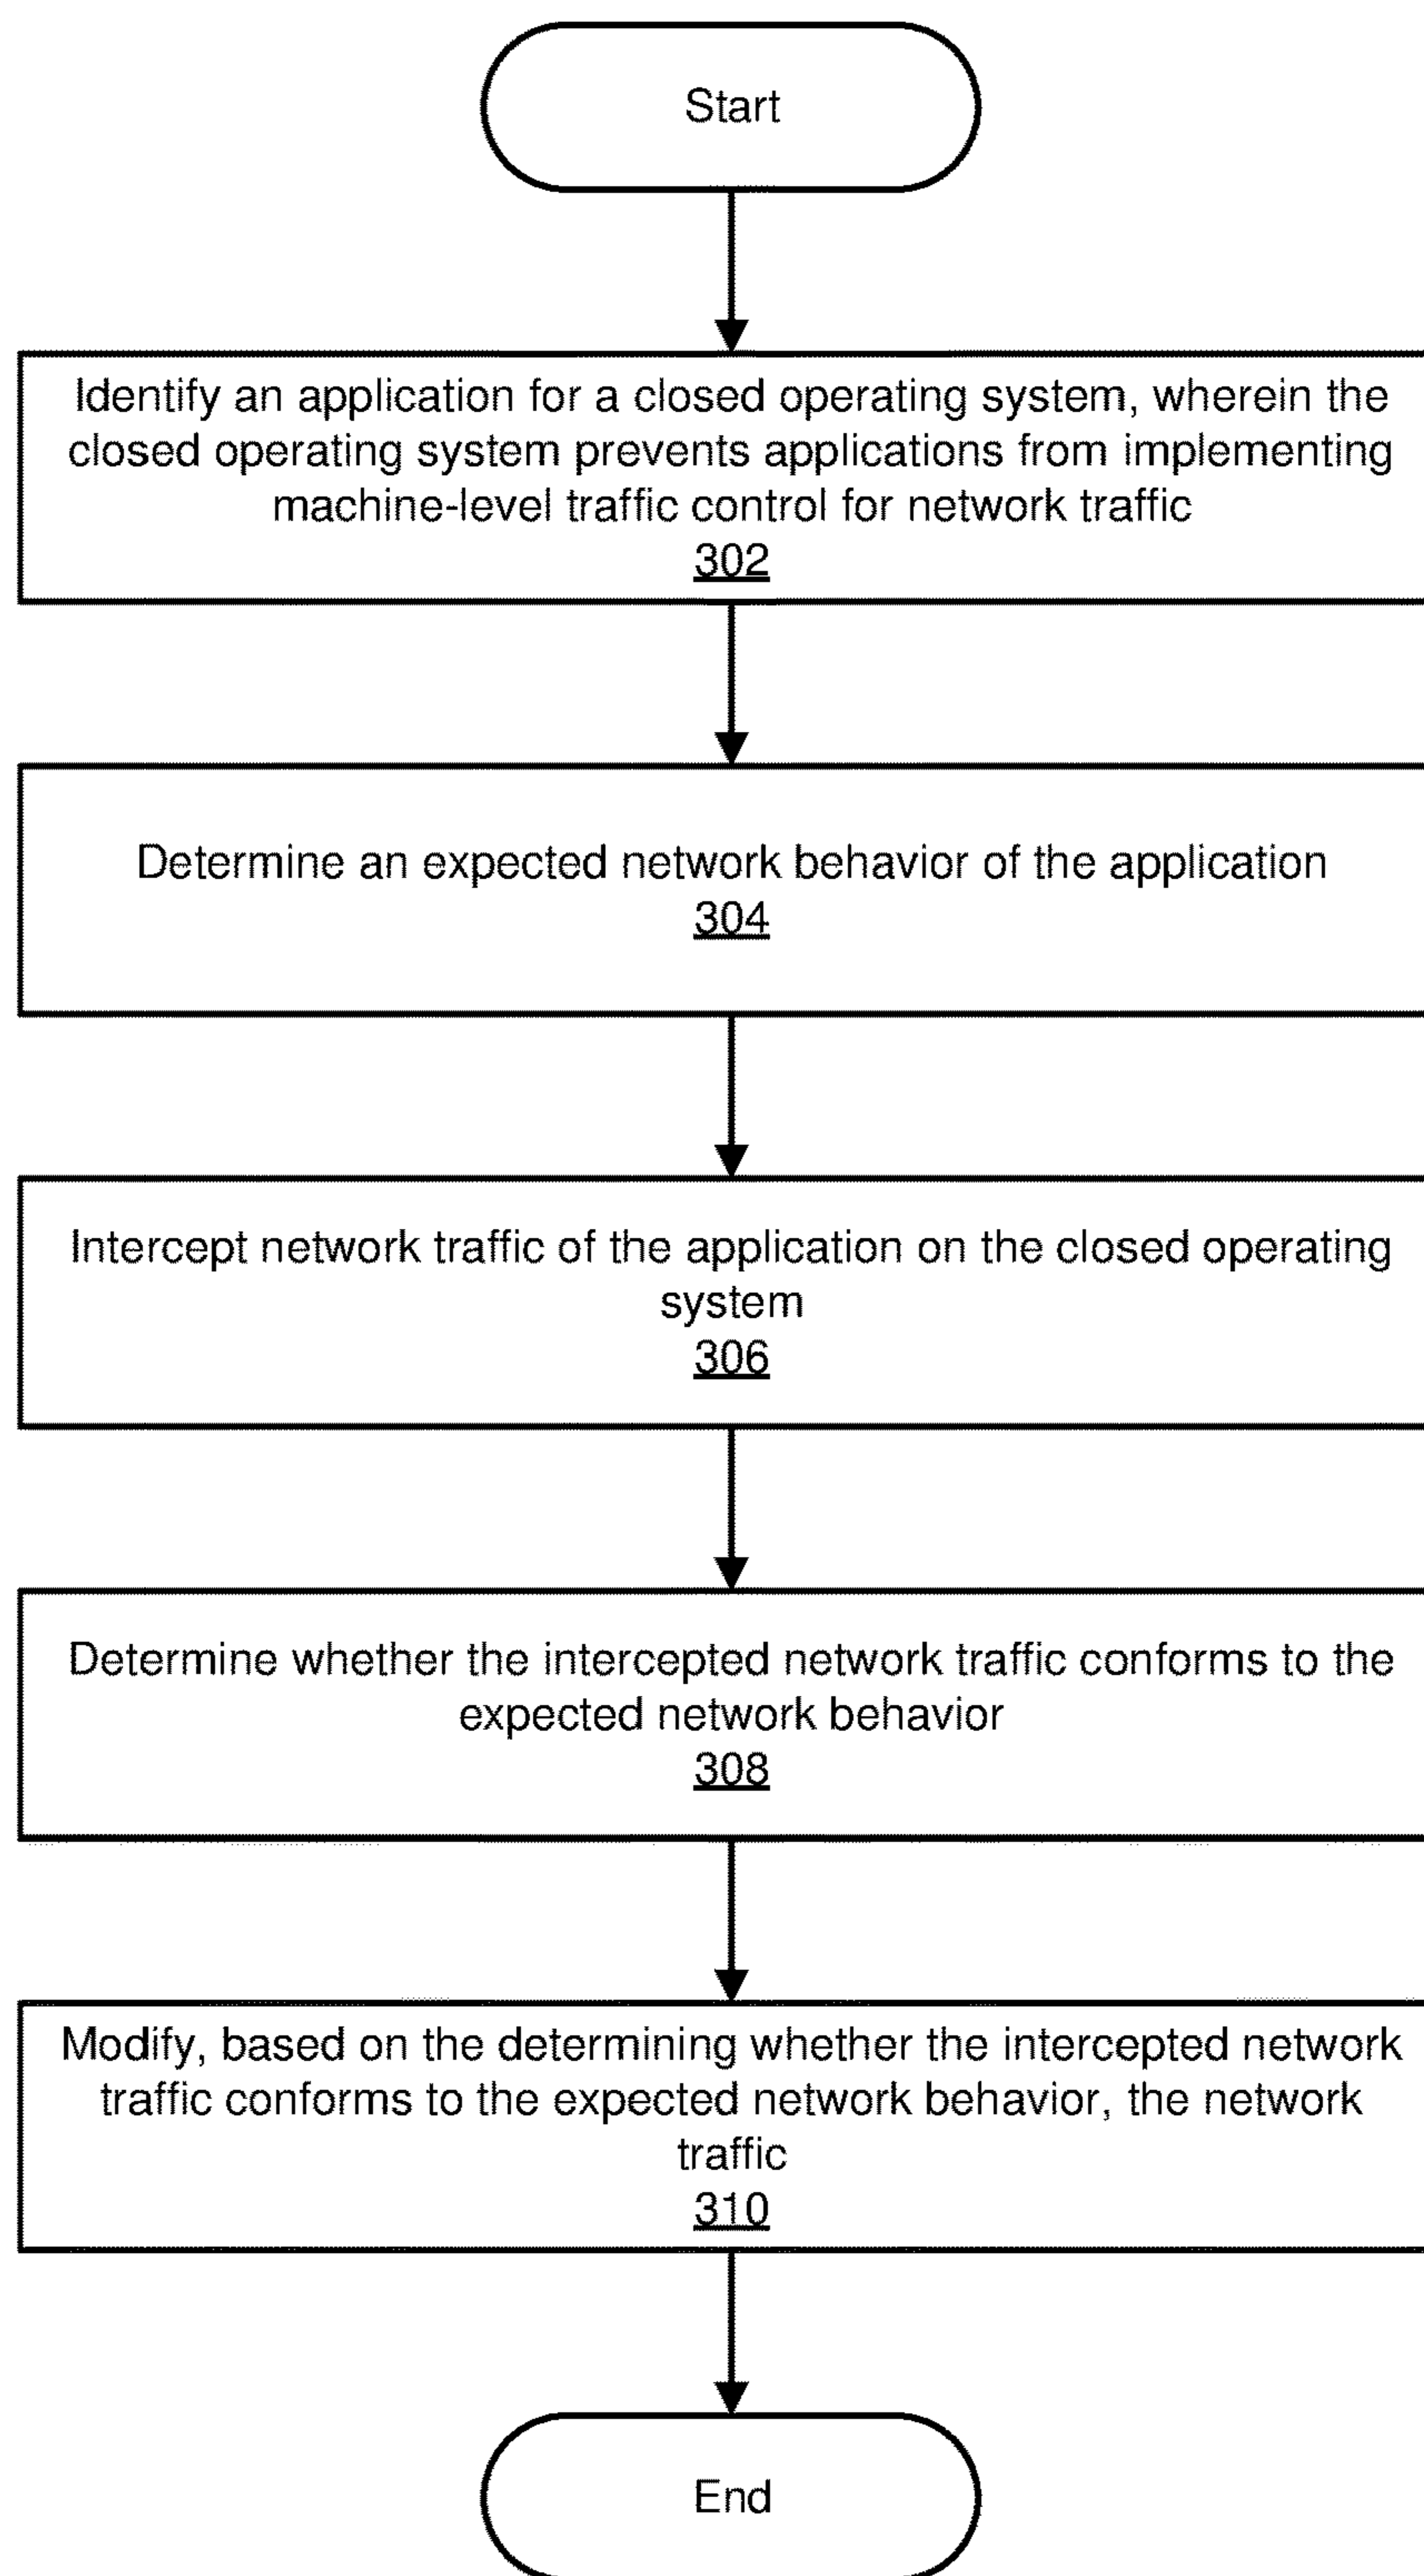 Start
Identify an application for a closed operating system, wherein the
closed operating system prevents applications from implementing
machine-level traffic control for network traffic
302
Determine an expected network behavior of the application
304
Intercept network traffic of the application on the closed operating
system
306
Determine whether the intercepted network traffic conforms to the
expected network behavior
308
Modify, based on the determining whether the intercepted network
traffic conforms to the expected network behavior, the network
traffic
310
End